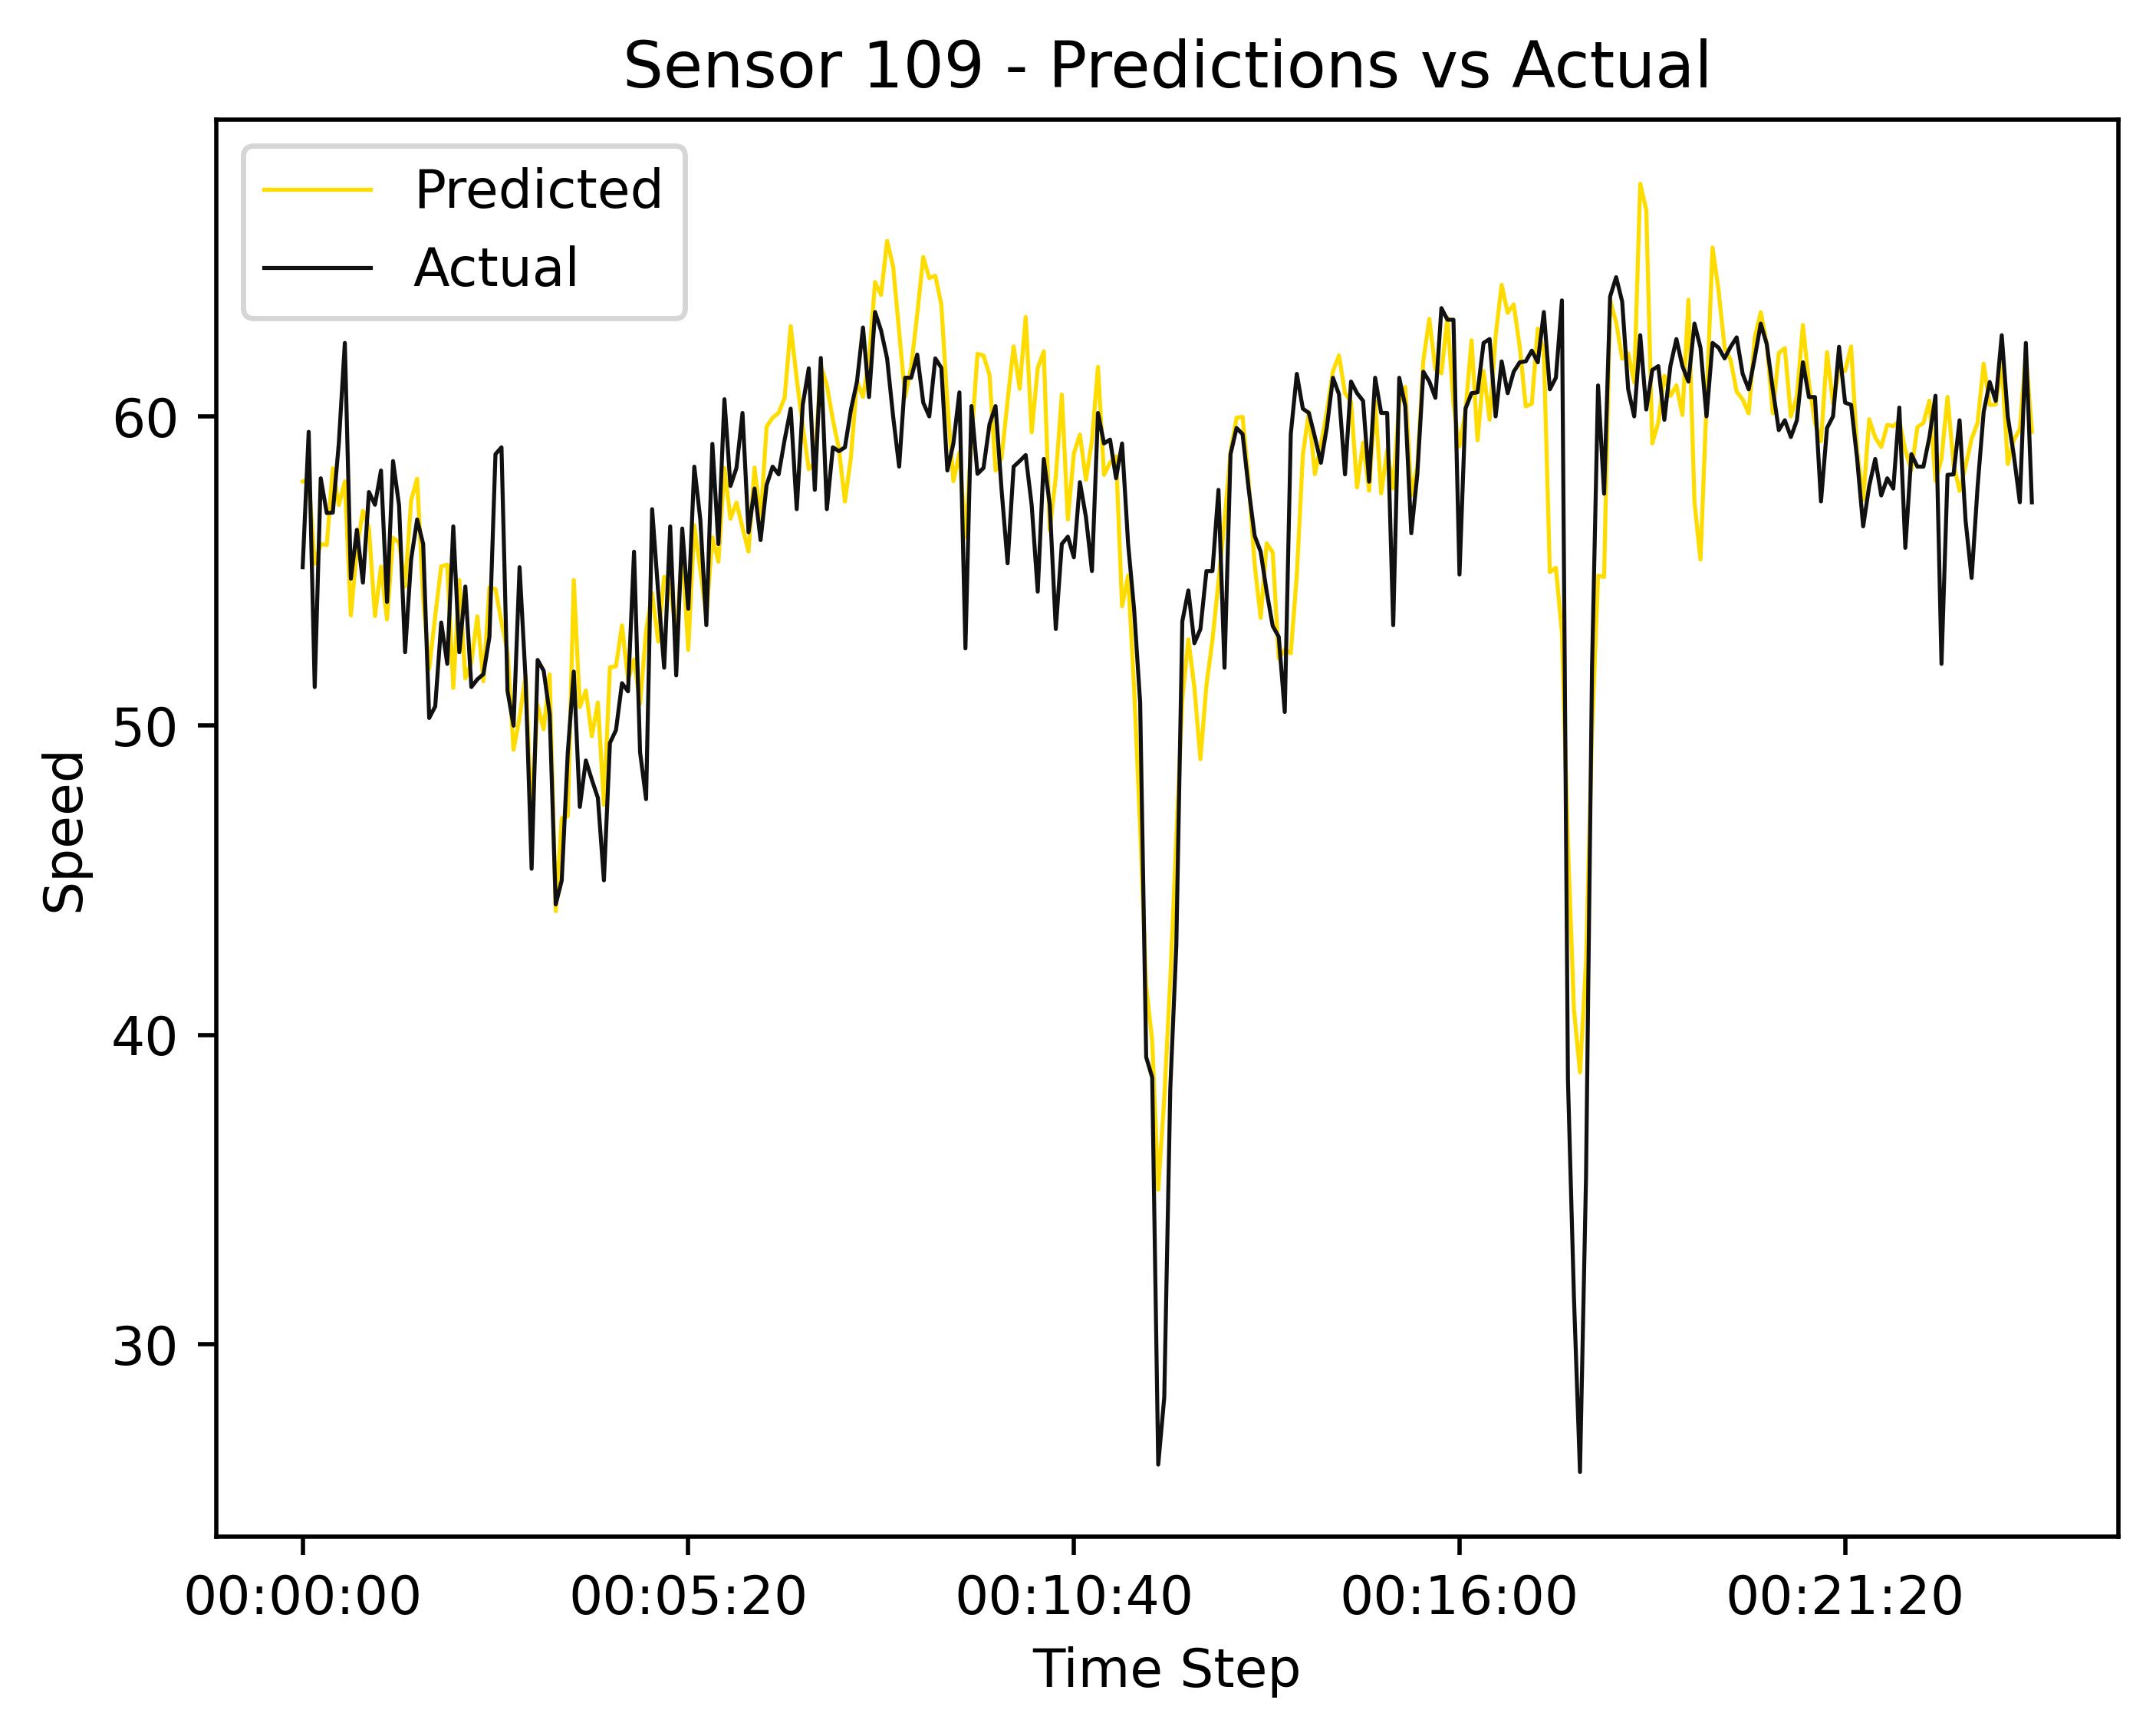 Sensor 109 - Predictions vs Actual
Predicted
Actual
60
50
40
30
Speed
00:00:00 00:05:20 00:10:40 00:16:00 00:21:20
Time Step